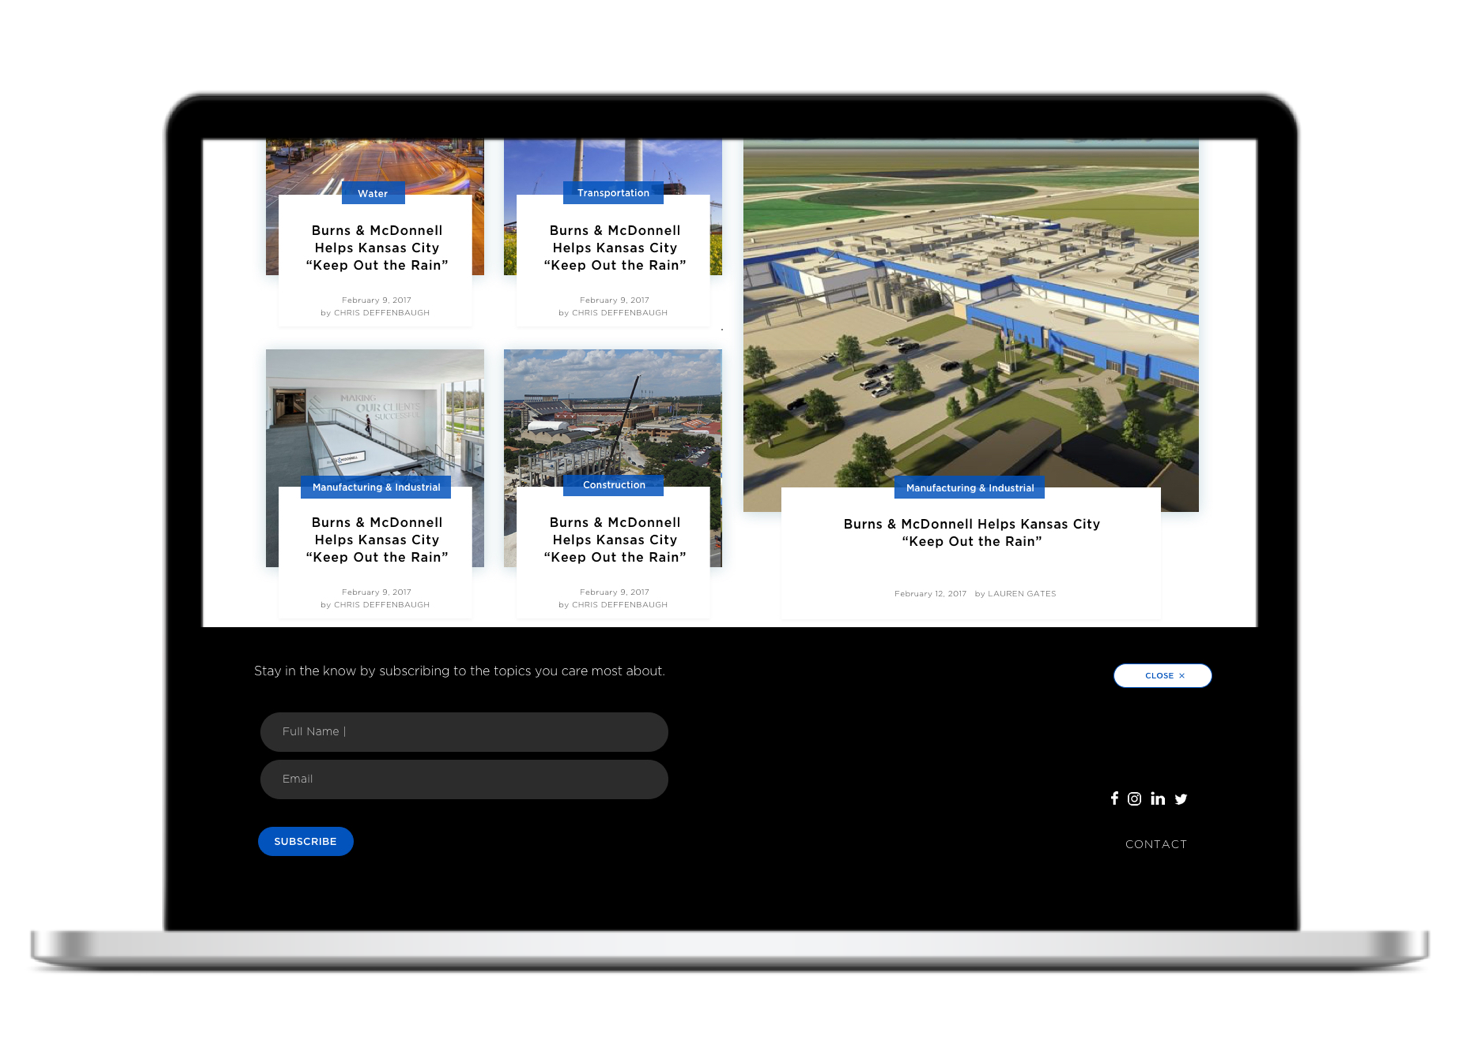 Water
Burns & McDonnell
Helps Kansas City
“Keep Out the Rain”
February 9, 2017
by CHRIS DEFFENBAUGH
Transportation
Burns & McDonnell
Helps Kansas City
“Keep Out the Rain”
February 9, 2017
by CHRIS DEFFENBAUGH
MAKING
OUR CLIENTS
SUCCESSFUL
Manufacturing & Industrial
Burns & McDonnell
Helps Kansas City
“Keep Out the Rain”
February 9, 2017
by CHRIS DEFFENBAUGH
Construction
Burns & McDonnell
Helps Kansas City
“Keep Out the Rain”
February 9, 2017
by CHRIS DEFFENBAUGH
Manufacturing & Industrial
Burns & McDonnell Helps Kansas City
“Keep Out the Rain”
February 12, 2017 by LAUREN GATES
Stay in the know by subscribing to the topics you care most about.
CLOSE ×
Full Name |
Email
SUBSCRIBE
CONTACT